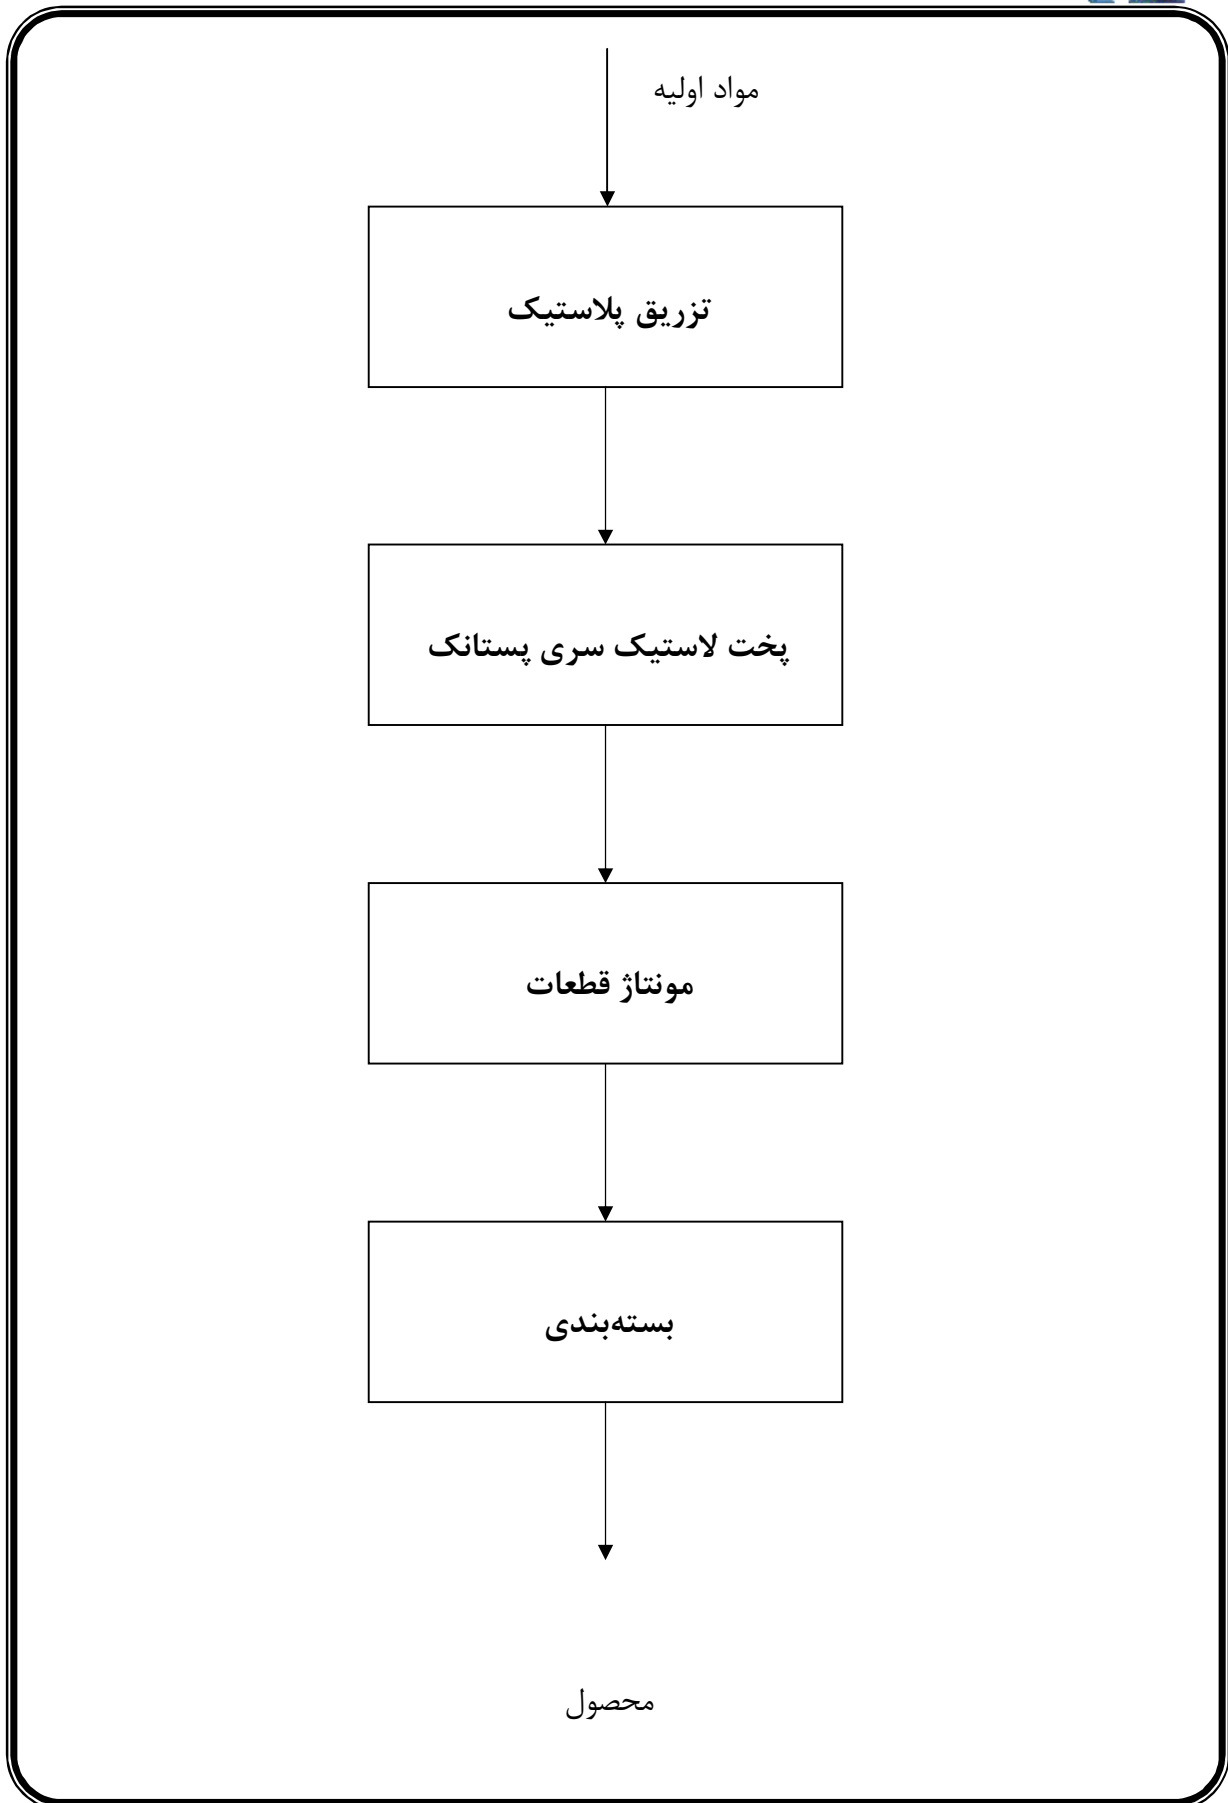 مواد اولیه
تزریق پلاستیک
پخت لاستیک سری پستانک
مونتاژ قطعات
بسته‌بندی
محصول